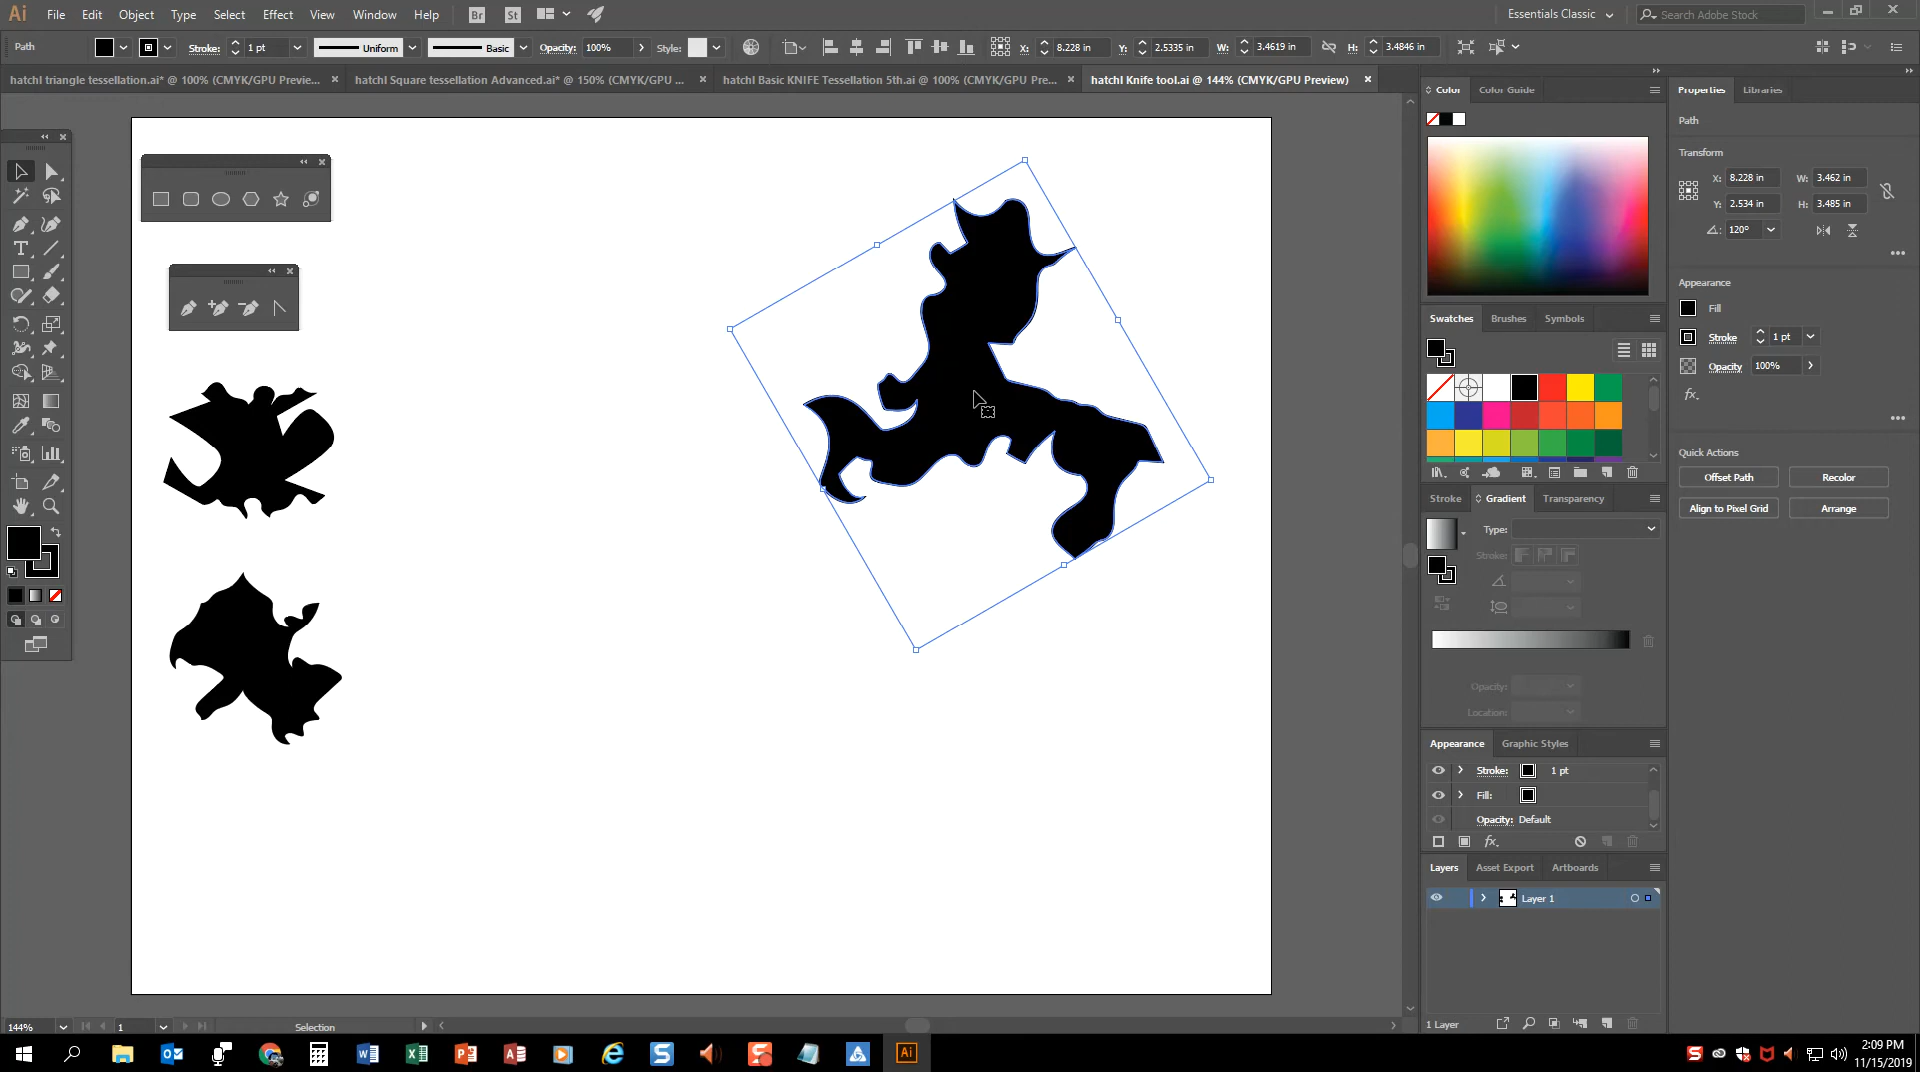 Ai File Edit Object Type Select Effect View Window Help Br St Essentials Classic Search Adobe Stock
Path Stroke: 1 pt Uniform Basic Opacity: 100% Style: X: 8.228 in Y: 2.5335 in W: 3.4619 in H: 3.4846 in
hatchI triangle tessellation.ai* @ 100% (CMYK/GPU Previe... × hatchI Square tessellation Advanced.ai* @ 150% (CMYK/GPU ... × hatchI Basic KNIFE Tessellation 5th.ai @ 100% (CMYK/GPU Pre... × hatchI Knife tool.ai @ 144% (CMYK/GPU Preview) ×
Color Color Guide
Properties Libraries
Path
Transform
X: 8.228 in W: 3.462 in
Y: 2.534 in H: 3.485 in
120°
Appearance
Fill
Stroke 1 pt
Opacity 100%
fx.
Quick Actions
Offset Path Recolor
Align to Pixel Grid Arrange
Swatches Brushes Symbols
Stroke Gradient Transparency
Type:
Stroke:
Opacity:
Location:
Appearance Graphic Styles
Stroke: 1 pt
Fill:
Opacity: Default
fx.
Layers Asset Export Artboards
Layer 1
1 Layer
144% 1 Selection
2:09 PM
11/15/2019